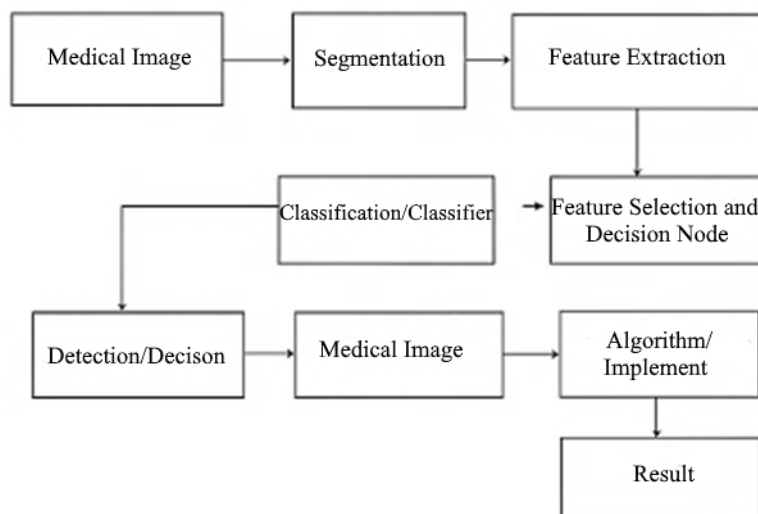 Medical Image
Segmentation
Feature Extraction
Classification/Classifier
Feature Selection and
Decision Node
Detection/Decison
Medical Image
Algorithm/
Implement
Result